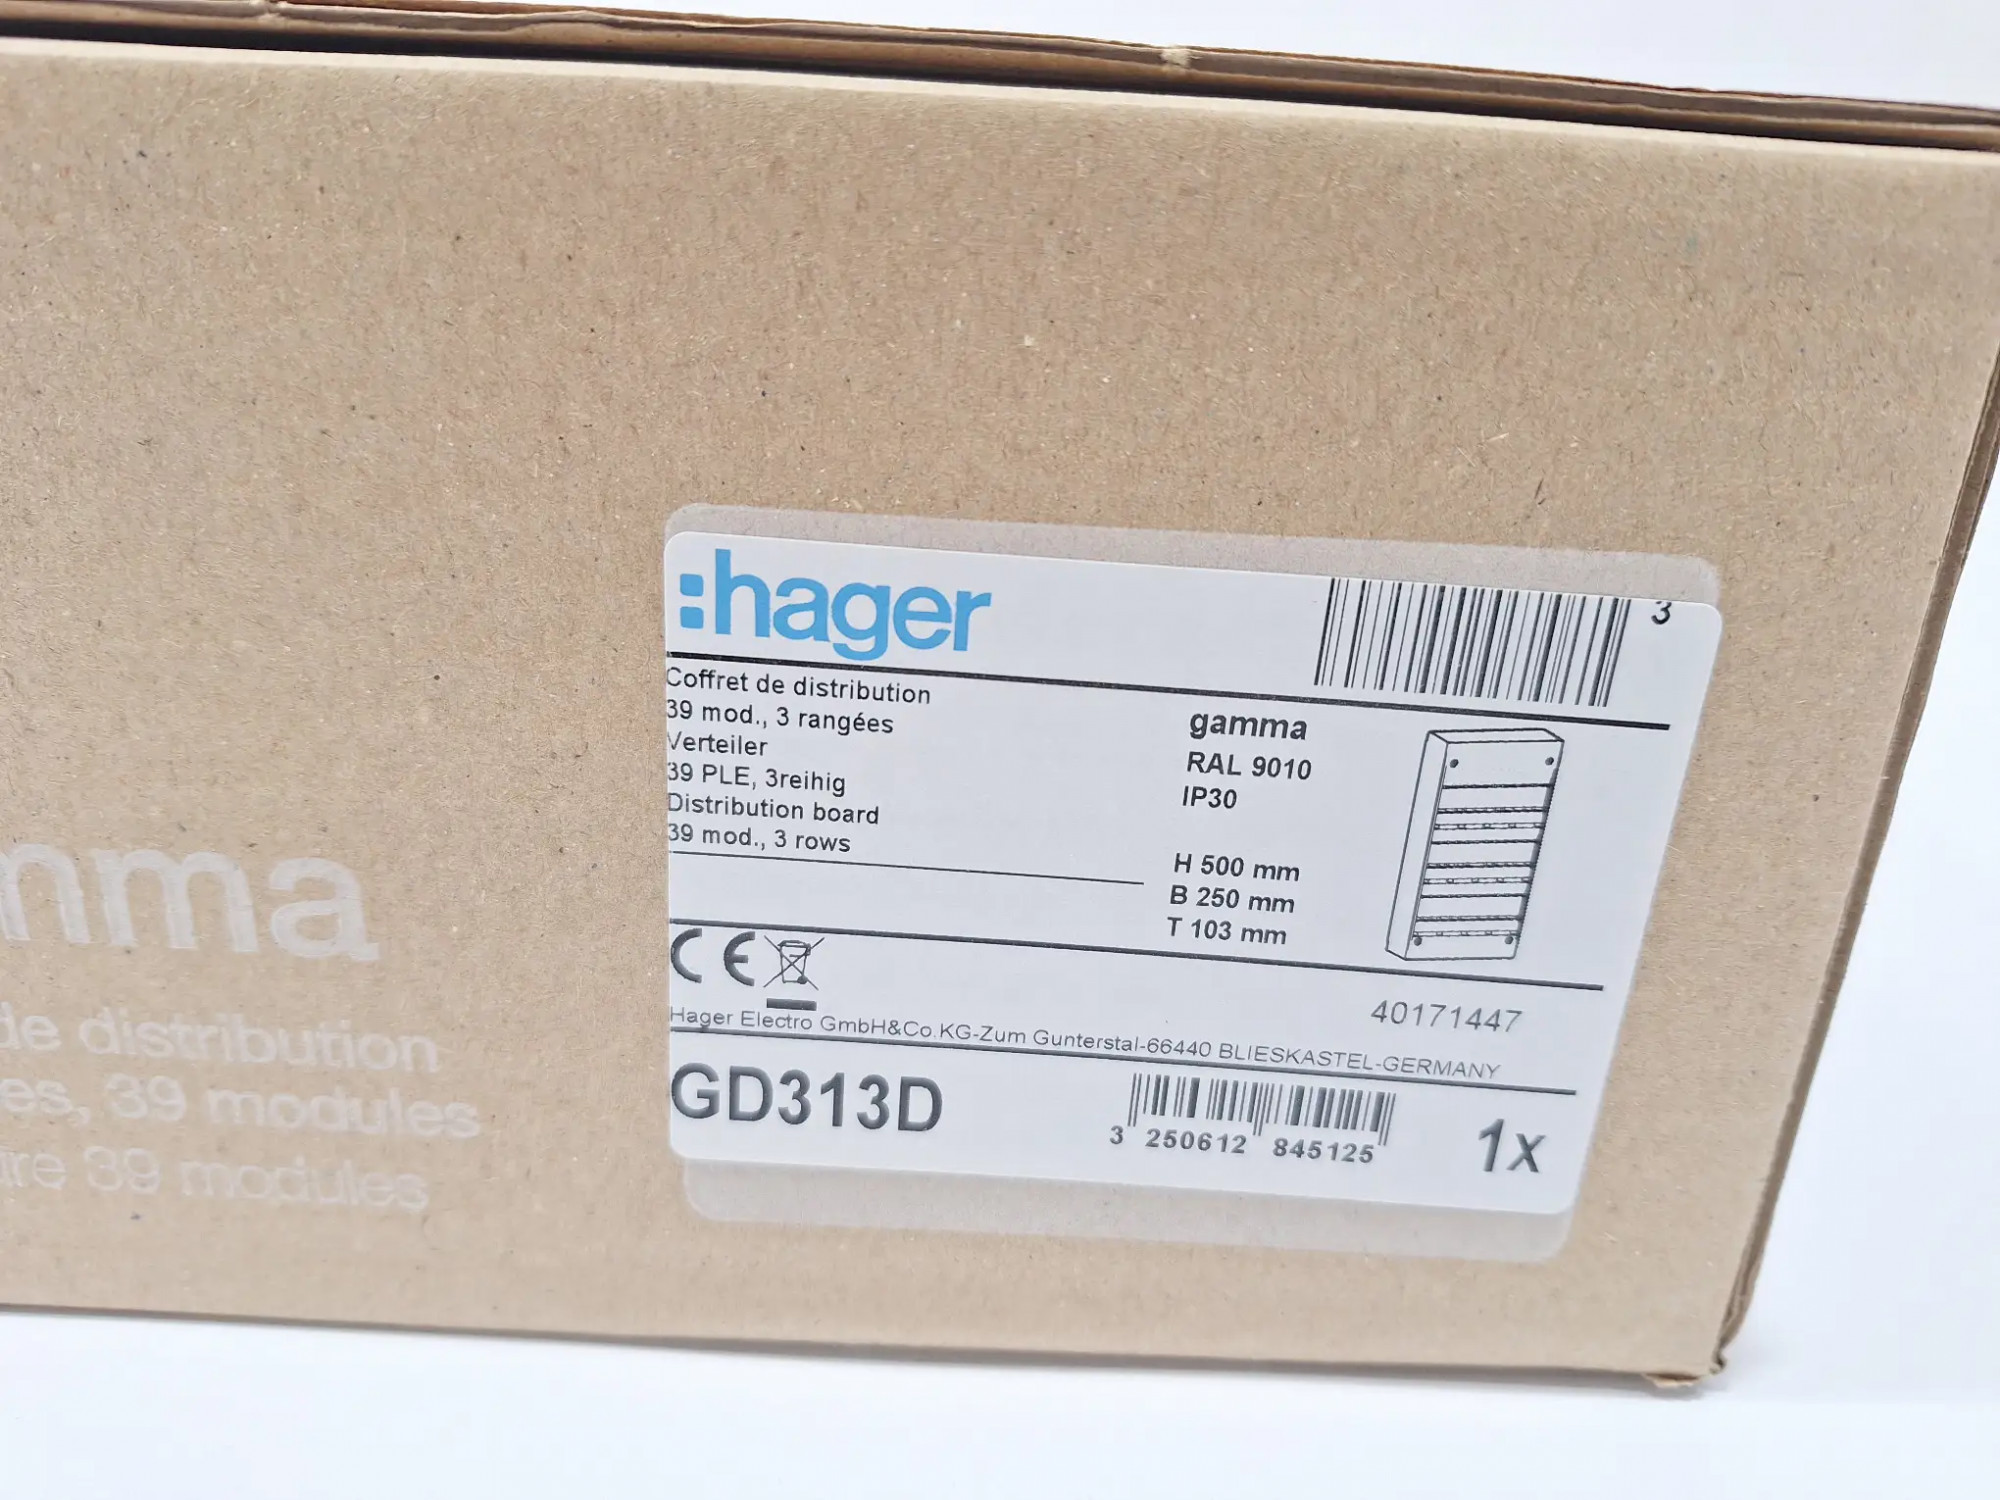 :hager
3
Coffret de distribution
39 mod., 3 rangées
Verteiler
39 PLE, 3reihig
Distribution board
39 mod., 3 rows
gamma
RAL 9010
IP30
H 500 mm
B 250 mm
T 103 mm
CE
40171447
Hager Electro GmbH&Co.KG-Zum Gunterstal-66440 BLIESKASTEL-GERMANY
GD313D
3 250612 845125
1x
mma
de distribution
es, 39 modules
ire 39 modules